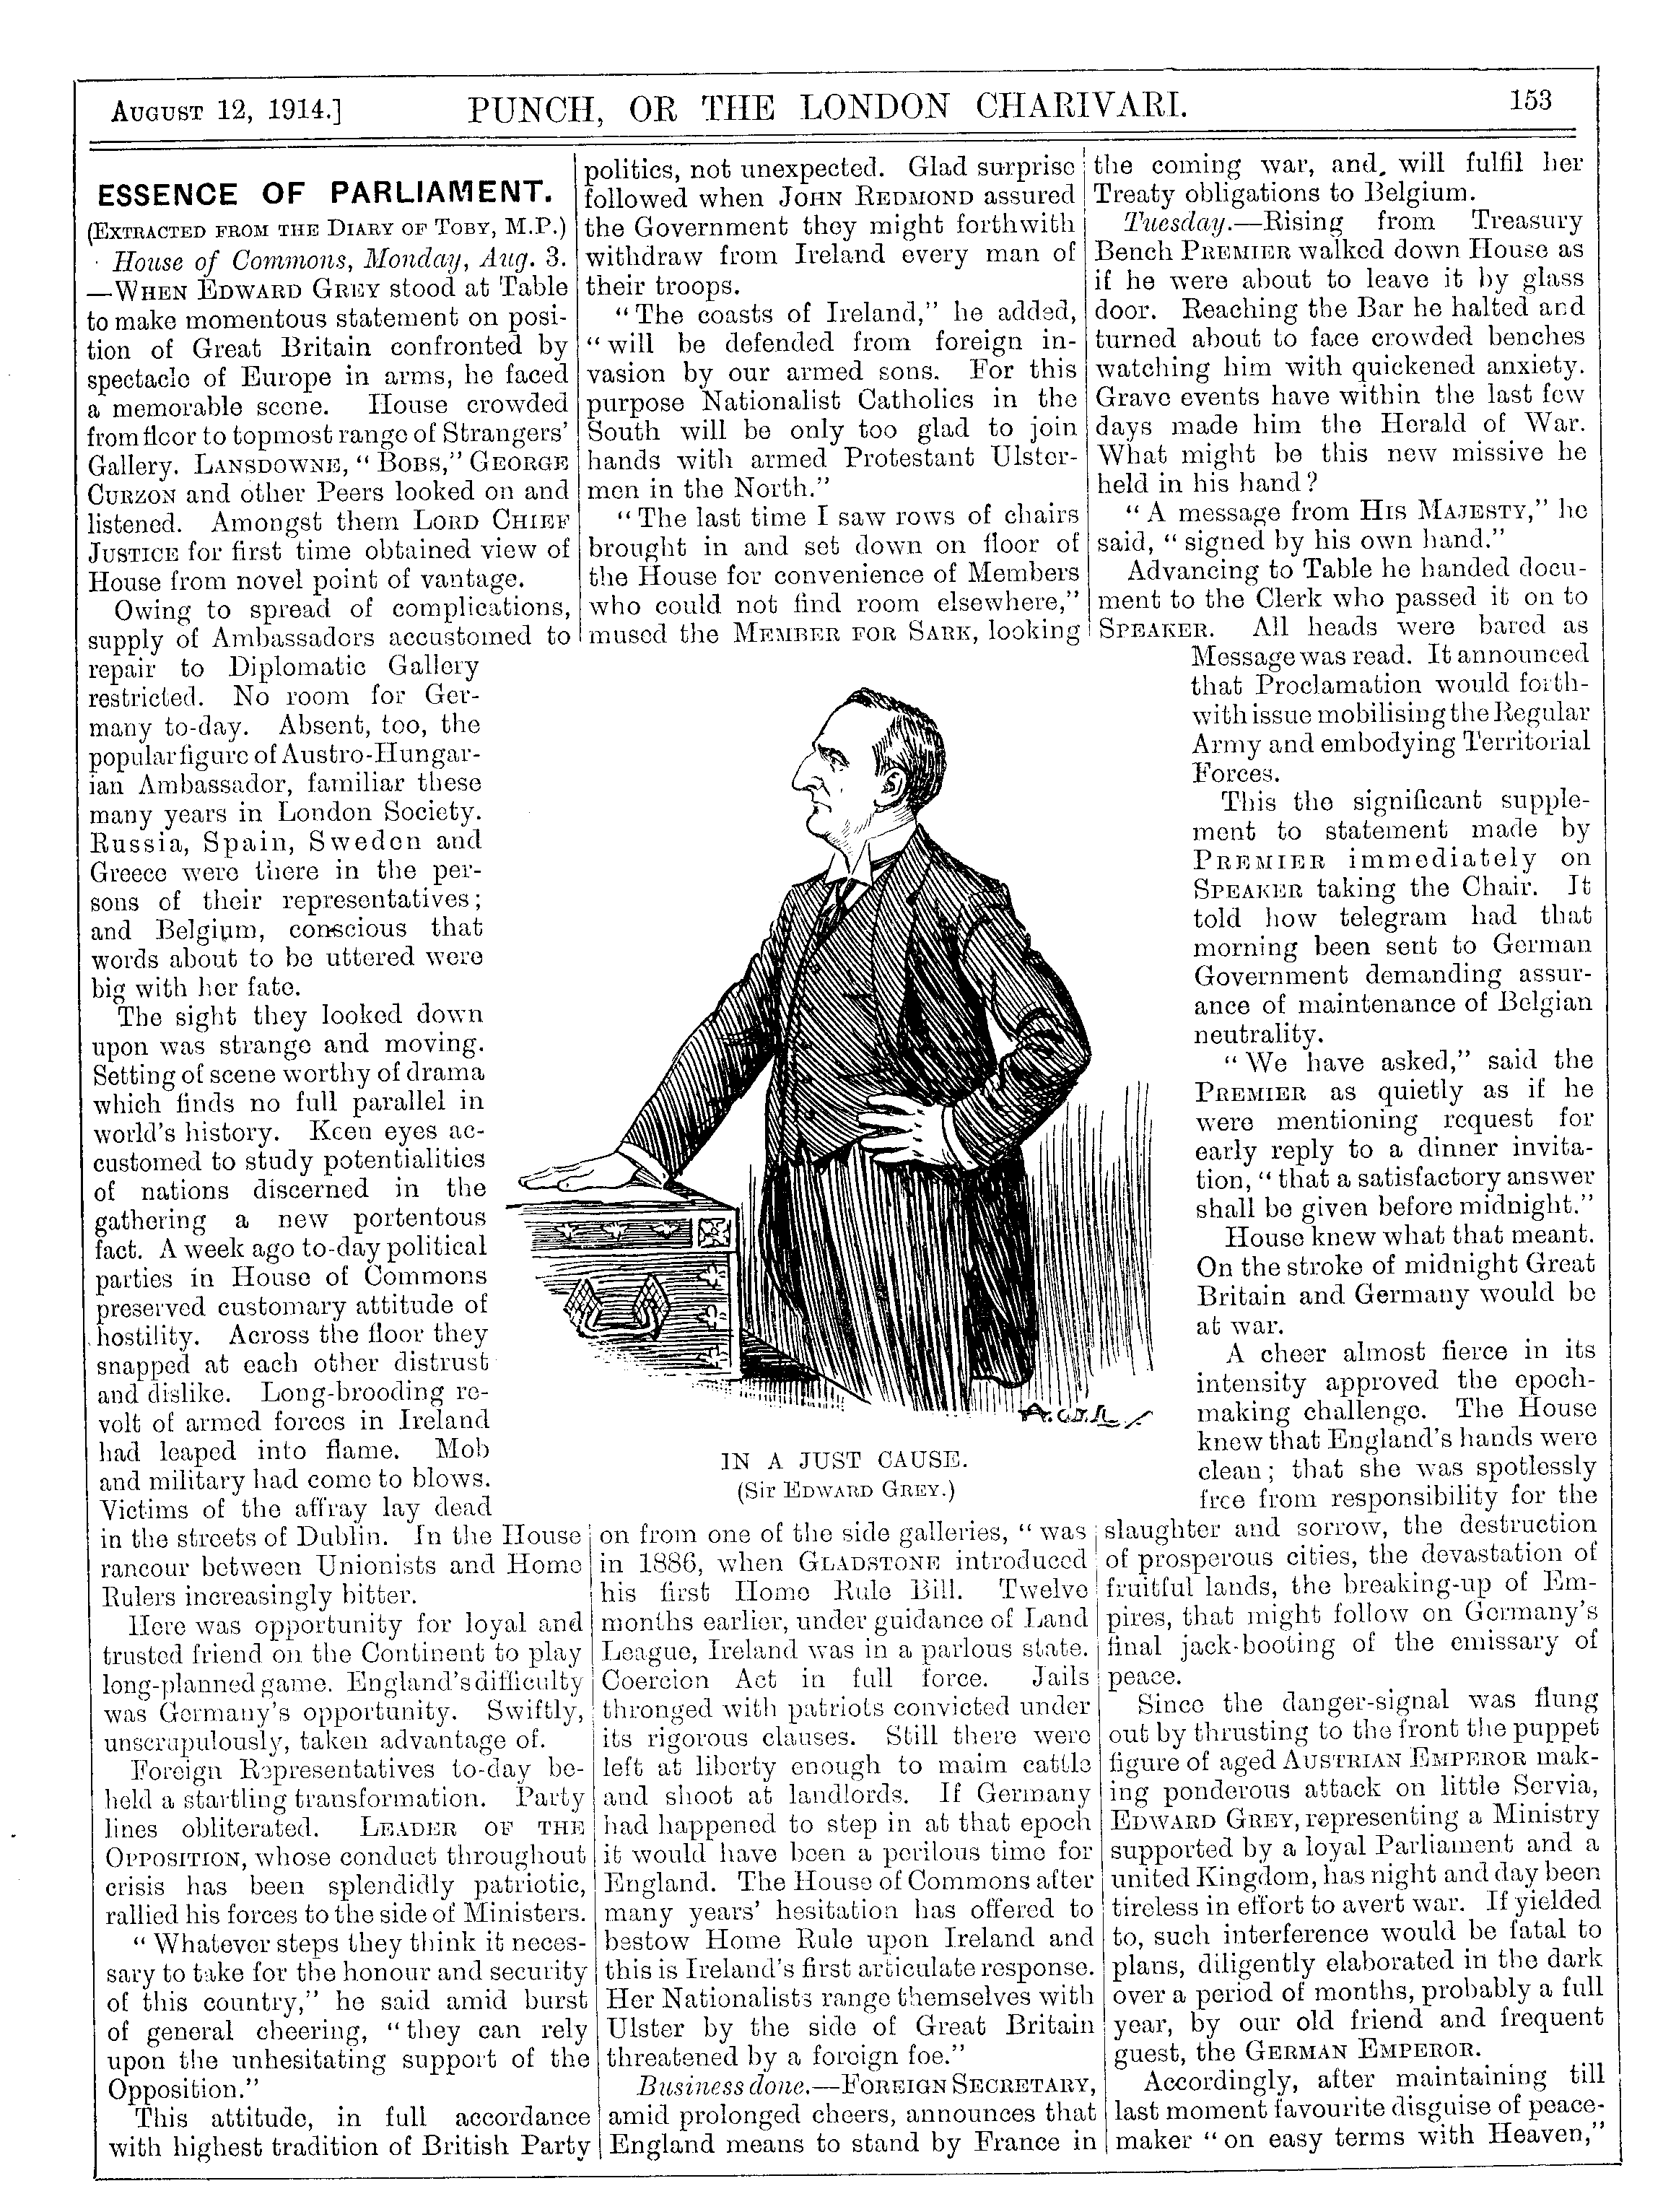 AUGUST 12, 1914.]
PUNCH, OR THE LONDON CHARIVARI.
153
ESSENCE OF PARLIAMENT.
(EXTRACTED FROM THE DIARY OF TOBY, M.P.)
House of Commons, Monday, Aug. 3.
—WHEN EDWARD GREY stood at Table
to make momentous statement on posi-
tion of Great Britain confronted by
spectacle of Europe in arms, he faced
a memorable scene. House crowded
from floor to topmost range of Strangers'
Gallery. LANSDOWNE, "BOBS," GEORGE
CURZON and other Peers looked on and
listened. Amongst them LORD CHIEF
JUSTICE for first time obtained view of
House from novel point of vantage.
Owing to spread of complications,
supply of Ambassadors accustomed to
repair to Diplomatic Gallery
restricted. No room for Ger-
many to-day. Absent, too, the
popular figure of Austro-Hungar-
ian Ambassador, familiar these
many years in London Society.
Russia, Spain, Sweden and
Greece were there in the per-
sons of their representatives;
and Belgium, conscious that
words about to be uttered were
big with her fate.
The sight they looked down
upon was strange and moving.
Setting of scene worthy of drama
which finds no full parallel in
world's history. Keen eyes ac-
customed to study potentialities
of nations discerned in the
gathering a new portentous
fact. A week ago to-day political
parties in House of Commons
preserved customary attitude of
hostility. Across the floor they
snapped at each other distrust
and dislike. Long-brooding re-
volt of armed forces in Ireland
had leaped into flame. Mob
and military had come to blows.
Victims of the affray lay dead
in the streets of Dublin. In the House
rancour between Unionists and Home
Rulers increasingly bitter.
Here was opportunity for loyal and
trusted friend on the Continent to play
long-planned game. England's difficulty
was Germany's opportunity. Swiftly,
unscrupulously, taken advantage of.
Foreign Representatives to-day be-
held a startling transformation. Party
lines obliterated. LEADER OF THE
OPPOSITION, whose conduct throughout
crisis has been splendidly patriotic,
rallied his forces to the side of Ministers.
"Whatever steps they think it neces-
sary to take for the honour and security
of this country," he said amid burst
of general cheering, "they can rely
upon the unhesitating support of the
Opposition."
This attitude, in full accordance
with highest tradition of British Party
politics, not unexpected. Glad surprise
followed when JOHN REDMOND assured
the Government they might forthwith
withdraw from Ireland every man of
their troops.
"The coasts of Ireland," he added,
"will be defended from foreign in-
vasion by our armed sons. For this
purpose Nationalist Catholics in the
South will be only too glad to join
hands with armed Protestant Ulster-
men in the North."
"The last time I saw rows of chairs
brought in and set down on floor of
the House for convenience of Members
who could not find room elsewhere,"
mused the MEMBER FOR SARK, looking
A. C. D. R.
IN A JUST CAUSE.
(Sir EDWARD GREY.)
on from one of the side galleries, "was
in 1886, when GLADSTONE introduced
his first Home Rule Bill. Twelve
months earlier, under guidance of Land
League, Ireland was in a parlous state.
Coercion Act in full force. Jails
thronged with patriots convicted under
its rigorous clauses. Still there were
left at liberty enough to maim cattle
and shoot at landlords. If Germany
had happened to step in at that epoch
it would have been a perilous time for
England. The House of Commons after
many years' hesitation has offered to
bestow Home Rule upon Ireland and
this is Ireland's first articulate response.
Her Nationalists range themselves with
Ulster by the side of Great Britain
threatened by a foreign foe."
Business done.—FOREIGN SECRETARY,
amid prolonged cheers, announces that
England means to stand by France in
the coming war, and will fulfil her
Treaty obligations to Belgium.
Tuesday.—Rising from Treasury
Bench PREMIER walked down House as
if he were about to leave it by glass
door. Reaching the Bar he halted and
turned about to face crowded benches
watching him with quickened anxiety.
Grave events have within the last few
days made him the Herald of War.
What might be this new missive he
held in his hand?
"A message from HIS MAJESTY," he
said, "signed by his own hand."
Advancing to Table he handed docu-
ment to the Clerk who passed it on to
SPEAKER. All heads were bared as
Message was read. It announced
that Proclamation would forth-
with issue mobilising the Regular
Army and embodying Territorial
Forces.
This the significant supple-
ment to statement made by
PREMIER immediately on
SPEAKER taking the Chair. It
told how telegram had that
morning been sent to German
Government demanding assur-
ance of maintenance of Belgian
neutrality.
"We have asked," said the
PREMIER as quietly as if he
were mentioning request for
early reply to a dinner invita-
tion, "that a satisfactory answer
shall be given before midnight."
House knew what that meant.
On the stroke of midnight Great
Britain and Germany would be
at war.
A cheer almost fierce in its
intensity approved the epoch-
making challenge. The House
knew that England's hands were
clean; that she was spotlessly
free from responsibility for the
slaughter and sorrow, the destruction
of prosperous cities, the devastation of
fruitful lands, the breaking-up of Em-
pires, that might follow on Germany's
final jack-booting of the emissary of
peace.
Since the danger-signal was flung
out by thrusting to the front the puppet
figure of aged AUSTRIAN EMPEROR mak-
ing ponderous attack on little Servia,
EDWARD GREY, representing a Ministry
supported by a loyal Parliament and a
united Kingdom, has night and day been
tireless in effort to avert war. If yielded
to, such interference would be fatal to
plans, diligently elaborated in the dark
over a period of months, probably a full
year, by our old friend and frequent
guest, the GERMAN EMPEROR.
Accordingly, after maintaining till
last moment favourite disguise of peace-
maker "on easy terms with Heaven,"